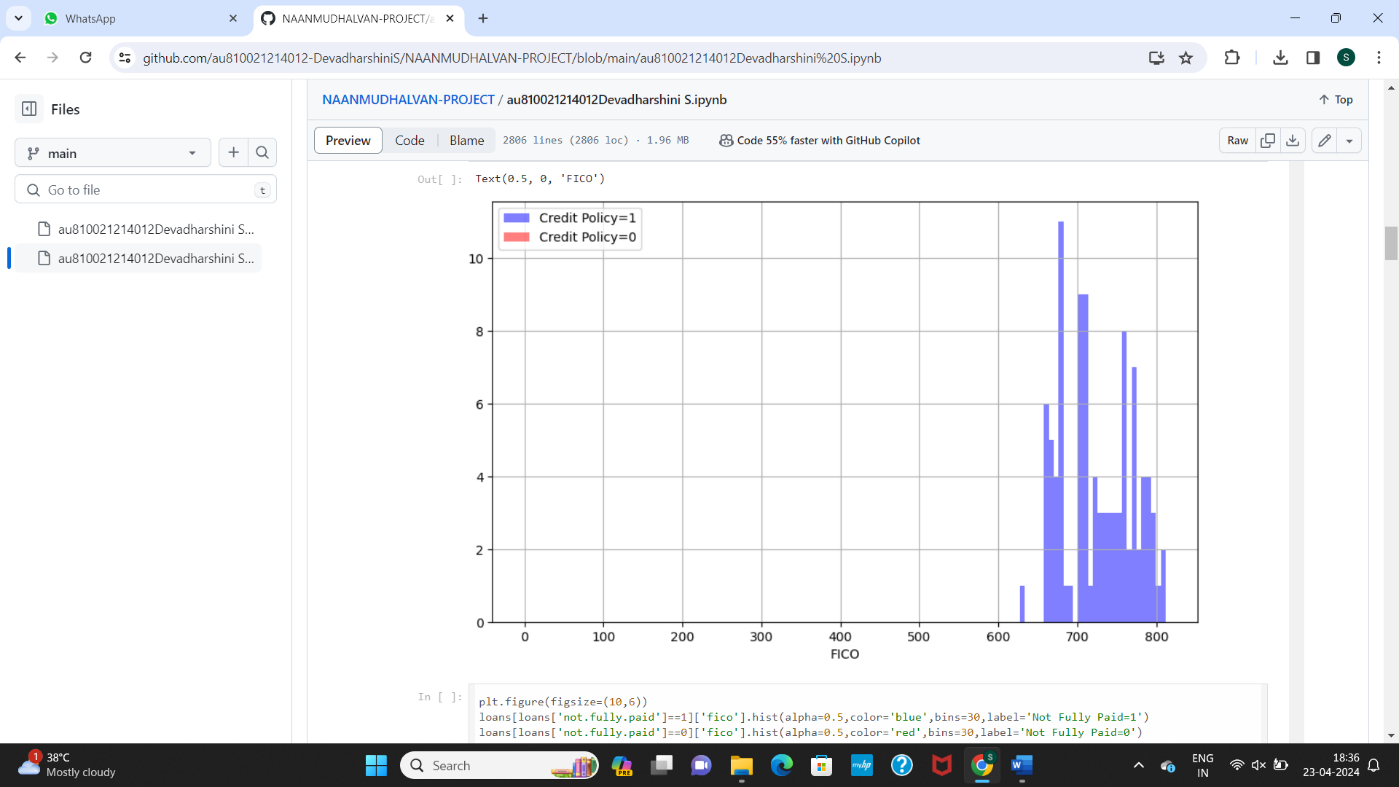 WhatsApp
NAANMUDHALVAN-PROJECT/a
github.com/au810021214012-DevadharshiniS/NAANMUDHALVAN-PROJECT/blob/main/au810021214012Devadharshini%20S.ipynb
S
Files
main
Go to file
t
au810021214012Devadharshini S...
au810021214012Devadharshini S...
NAANMUDHALVAN-PROJECT / au810021214012Devadharshini S.ipynb
Top
Preview
Code
Blame
2806 lines (2806 loc) · 1.96 MB
Code 55% faster with GitHub Copilot
Raw
Out[ ]: Text(0.5, 0, 'FICO')
Credit Policy=1
Credit Policy=0
10
8
6
4
2
0
0 100 200 300 400 500 600 700 800
FICO
In [ ]:
plt.figure(figsize=(10,6))
loans[loans['not.fully.paid']==1]['fico'].hist(alpha=0.5,color='blue',bins=30,label='Not Fully Paid=1')
loans[loans['not.fully.paid']==0]['fico'].hist(alpha=0.5,color='red',bins=30,label='Not Fully Paid=0')
1
38°C
Mostly cloudy
Search
PRE
myhp
S
W
ENG
IN
18:36
23-04-2024